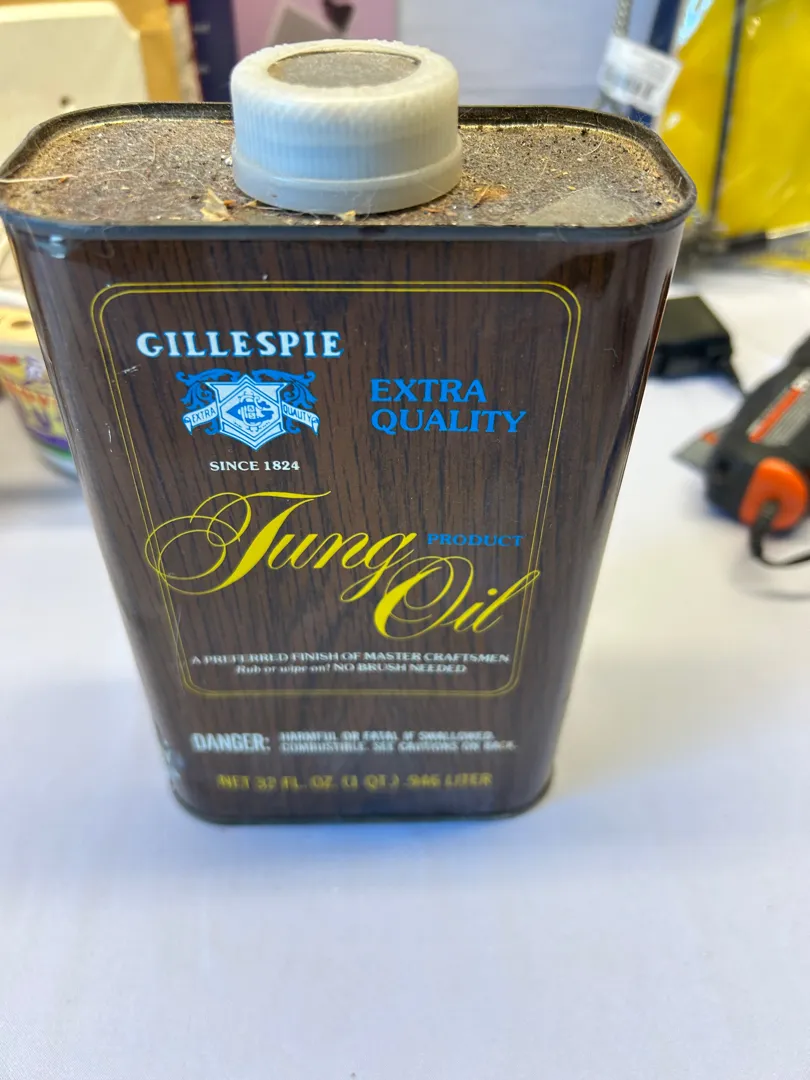 GILLESPIE
EXTRA QUALITY
SINCE 1824
EXTRA
QUALITY
Tung
PRODUCT
Oil
A PREFERRED FINISH OF MASTER CRAFTSMEN
Rub or wipe on! NO BRUSH NEEDED
DANGER: HARMFUL OR FATAL IF SWALLOWED.
COMBUSTIBLE. SEE CAUTIONS ON BACK.
NET 32 FL. OZ. (1 QT.) .946 LITER